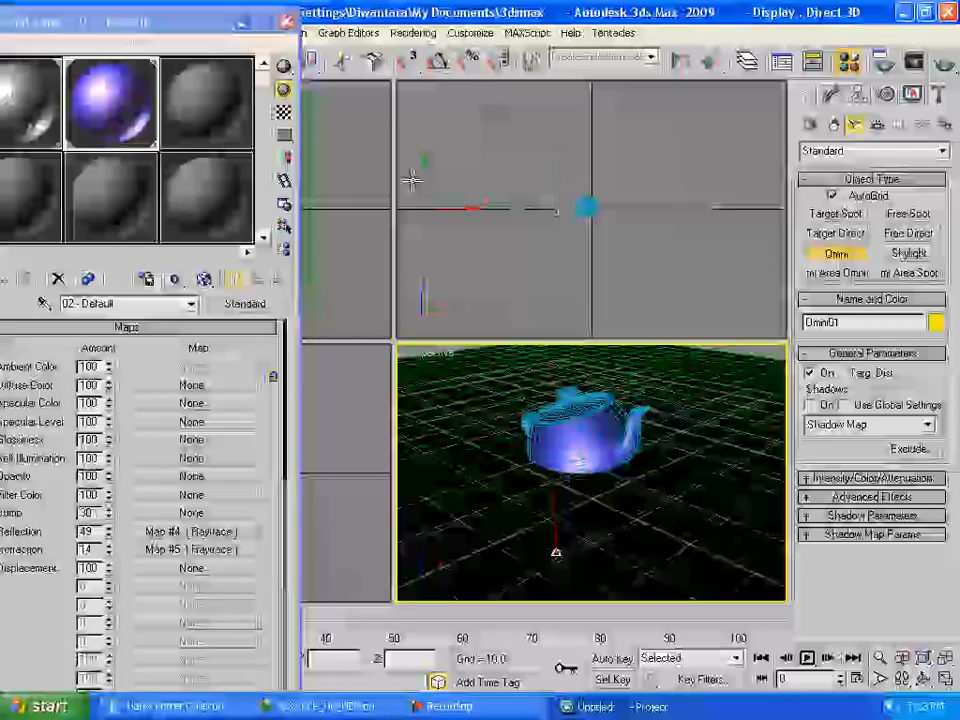 Settings\Diwantara\My Documents\3dsmax - Autodesk 3ds Max 2009 - Display : Direct 3D
Graph Editors Rendering Customize MAXScript Help Tentacles
Standard
Object Type
AutoGrid
Target Spot Free Spot
Target Direct Free Direct
Omni Skylight
mr Area Omni mr Area Spot
02 - Default Standard
Name and Color
Omni01
Maps
Amount Map
General Parameters
On Targ. Dist
Shadows
On Use Global Settings
Shadow Map
Exclude...
Ambient Color 100
Diffuse Color 100 None
Specular Color 100 None
Specular Level 100 None
Glossiness 100 None
Self-Illumination 100 None
Opacity 100 None
Filter Color 100 None
Bump 30 None
Reflection 49 Map #4 ( Raytrace )
Refraction 14 Map #5 ( Raytrace )
Displacement 100 None
Intensity/Color/Attenuation
Advanced Effects
Shadow Parameters
Shadow Map Params
40 50 60 70 80 90 100
Z: Grid = 10.0
Auto Key Selected
Add Time Tag Set Key Key Filters...
0
start Recording Untitled - Project